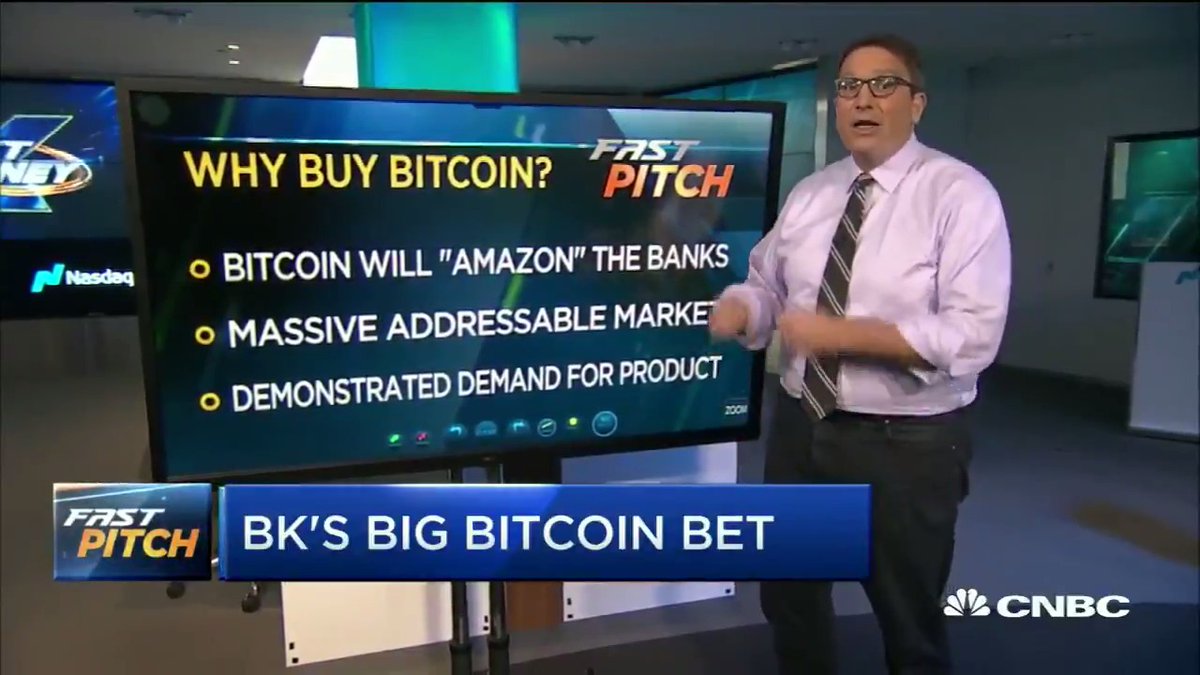 WHY BUY BITCOIN?
FAST
PITCH
BITCOIN WILL "AMAZON" THE BANKS
MASSIVE ADDRESSABLE MARKET
DEMONSTRATED DEMAND FOR PRODUCT
ZOOM
Nasdaq
FAST
PITCH
BK'S BIG BITCOIN BET
CNBC